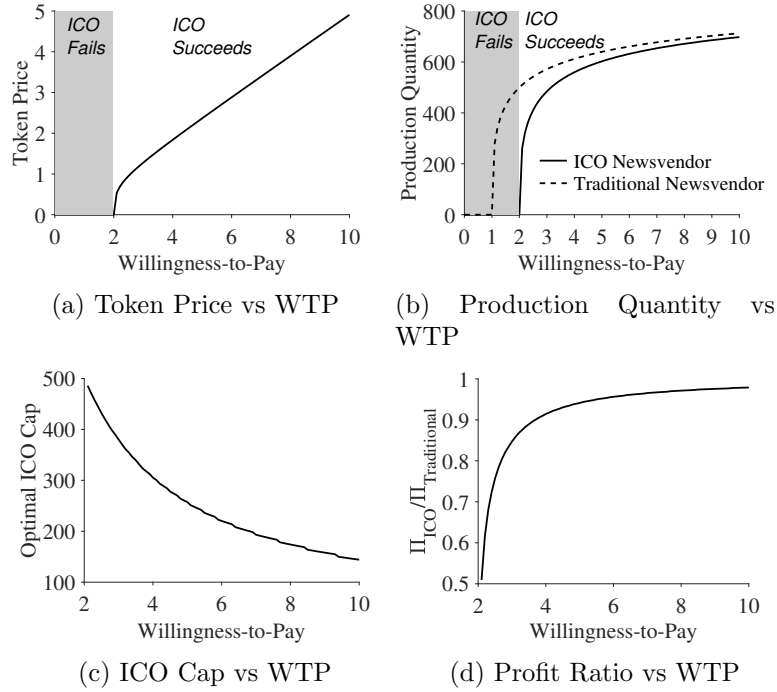 ICO
Fails
ICO
Succeeds
Token Price
5
4
3
2
1
0
0 2 4 6 8 10
Willingness-to-Pay
(a) Token Price vs WTP
ICO
Fails
ICO
Succeeds
Production Quantity
800
600
400
200
0
ICO Newsvendor
Traditional Newsvendor
0 1 2 3 4 5 6 7 8 9 10
Willingness-to-Pay
(b) Production Quantity vs
WTP
Optimal ICO Cap
500
400
300
200
100
2 4 6 8 10
Willingness-to-Pay
(c) ICO Cap vs WTP
Π_ICO/Π_Traditional
1
0.9
0.8
0.7
0.6
0.5
2 4 6 8 10
Willingness-to-Pay
(d) Profit Ratio vs WTP